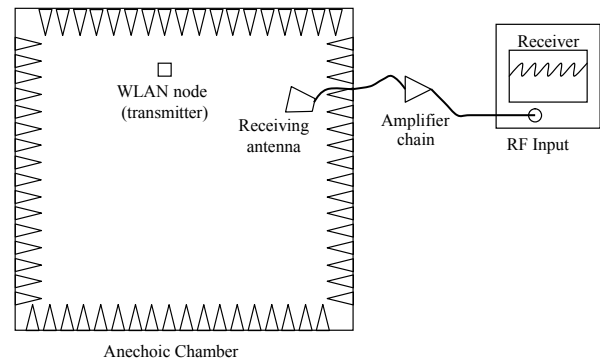 Receiver
WLAN node
(transmitter)
Receiving
antenna
Amplifier
chain
RF Input
Anechoic Chamber